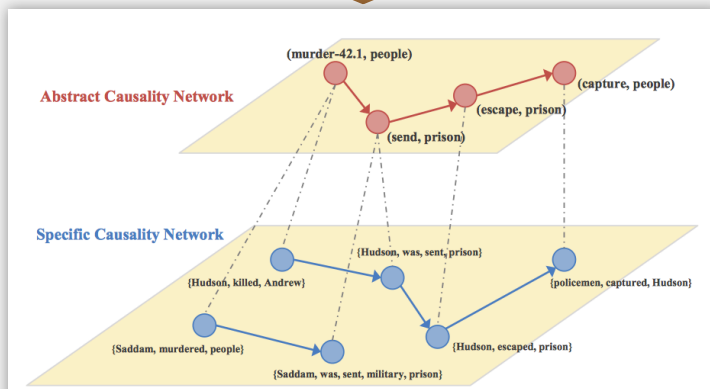 (murder-42.1, people)
(capture, people)
Abstract Causality Network
(escape, prison)
(send, prison)
Specific Causality Network
{Hudson, was, sent, prison}
{Hudson, killed, Andrew}
{policemen, captured, Hudson}
{Saddam, murdered, people}
{Hudson, escaped, prison}
{Saddam, was, sent, military, prison}